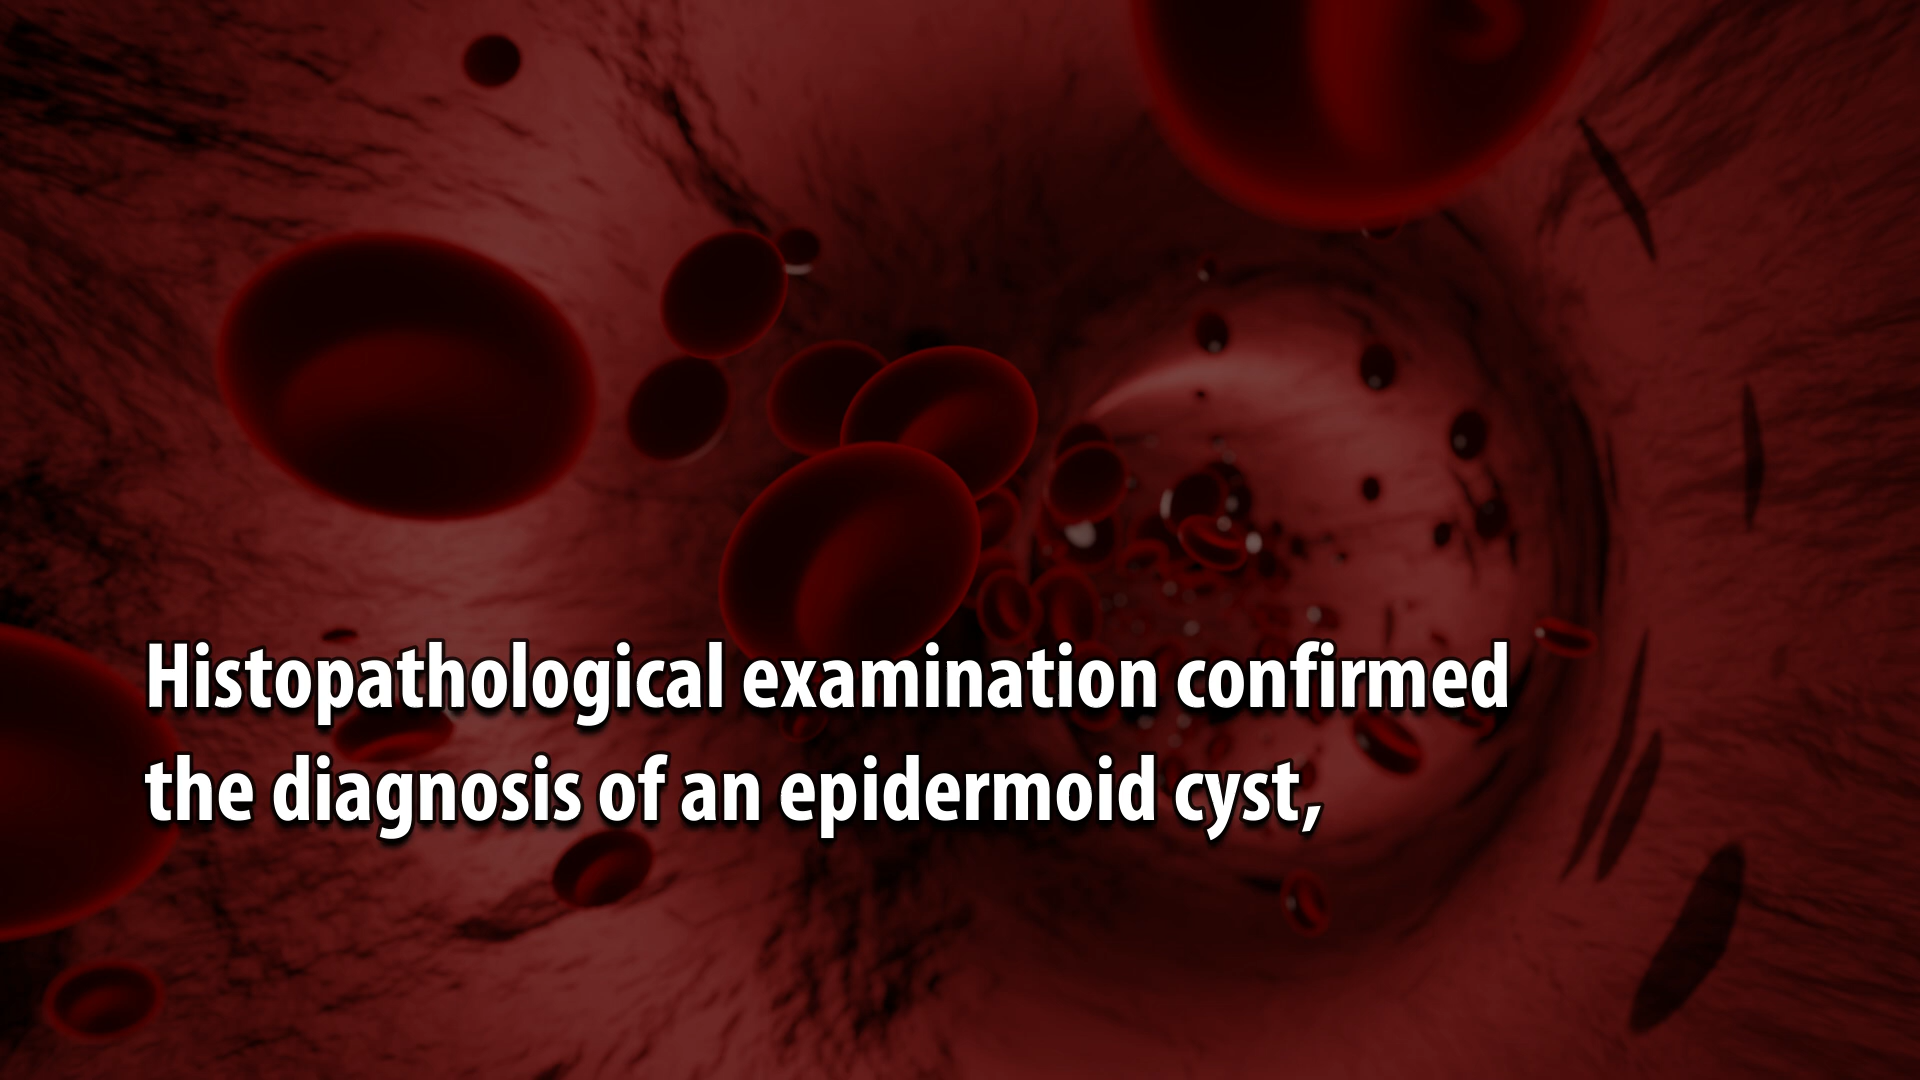 Histopathological examination confirmed
the diagnosis of an epidermoid cyst,